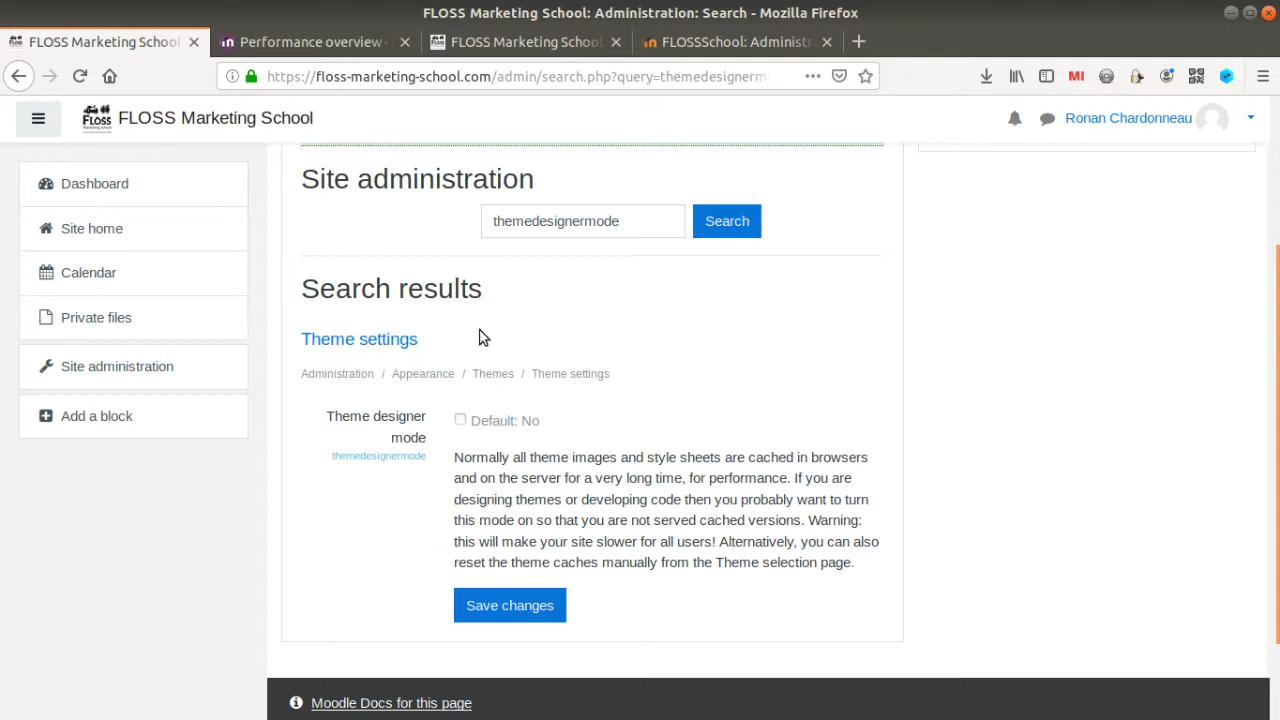 FLOSS Marketing School: Administration: Search - Mozilla Firefox
FLOSS Marketing School
Performance overview -
FLOSS Marketing School
FLOSSSchool: Administr
https://floss-marketing-school.com/admin/search.php?query=themedesignerm
MI
FLOSS
FLOSS Marketing School
Ronan Chardonneau
Dashboard
Site home
Calendar
Private files
Site administration
Add a block
Site administration
themedesignermode
Search
Search results
Theme settings
Administration / Appearance / Themes / Theme settings
Theme designer
mode
themedesignermode
Default: No
Normally all theme images and style sheets are cached in browsers
and on the server for a very long time, for performance. If you are
designing themes or developing code then you probably want to turn
this mode on so that you are not served cached versions. Warning:
this will make your site slower for all users! Alternatively, you can also
reset the theme caches manually from the Theme selection page.
Save changes
Moodle Docs for this page